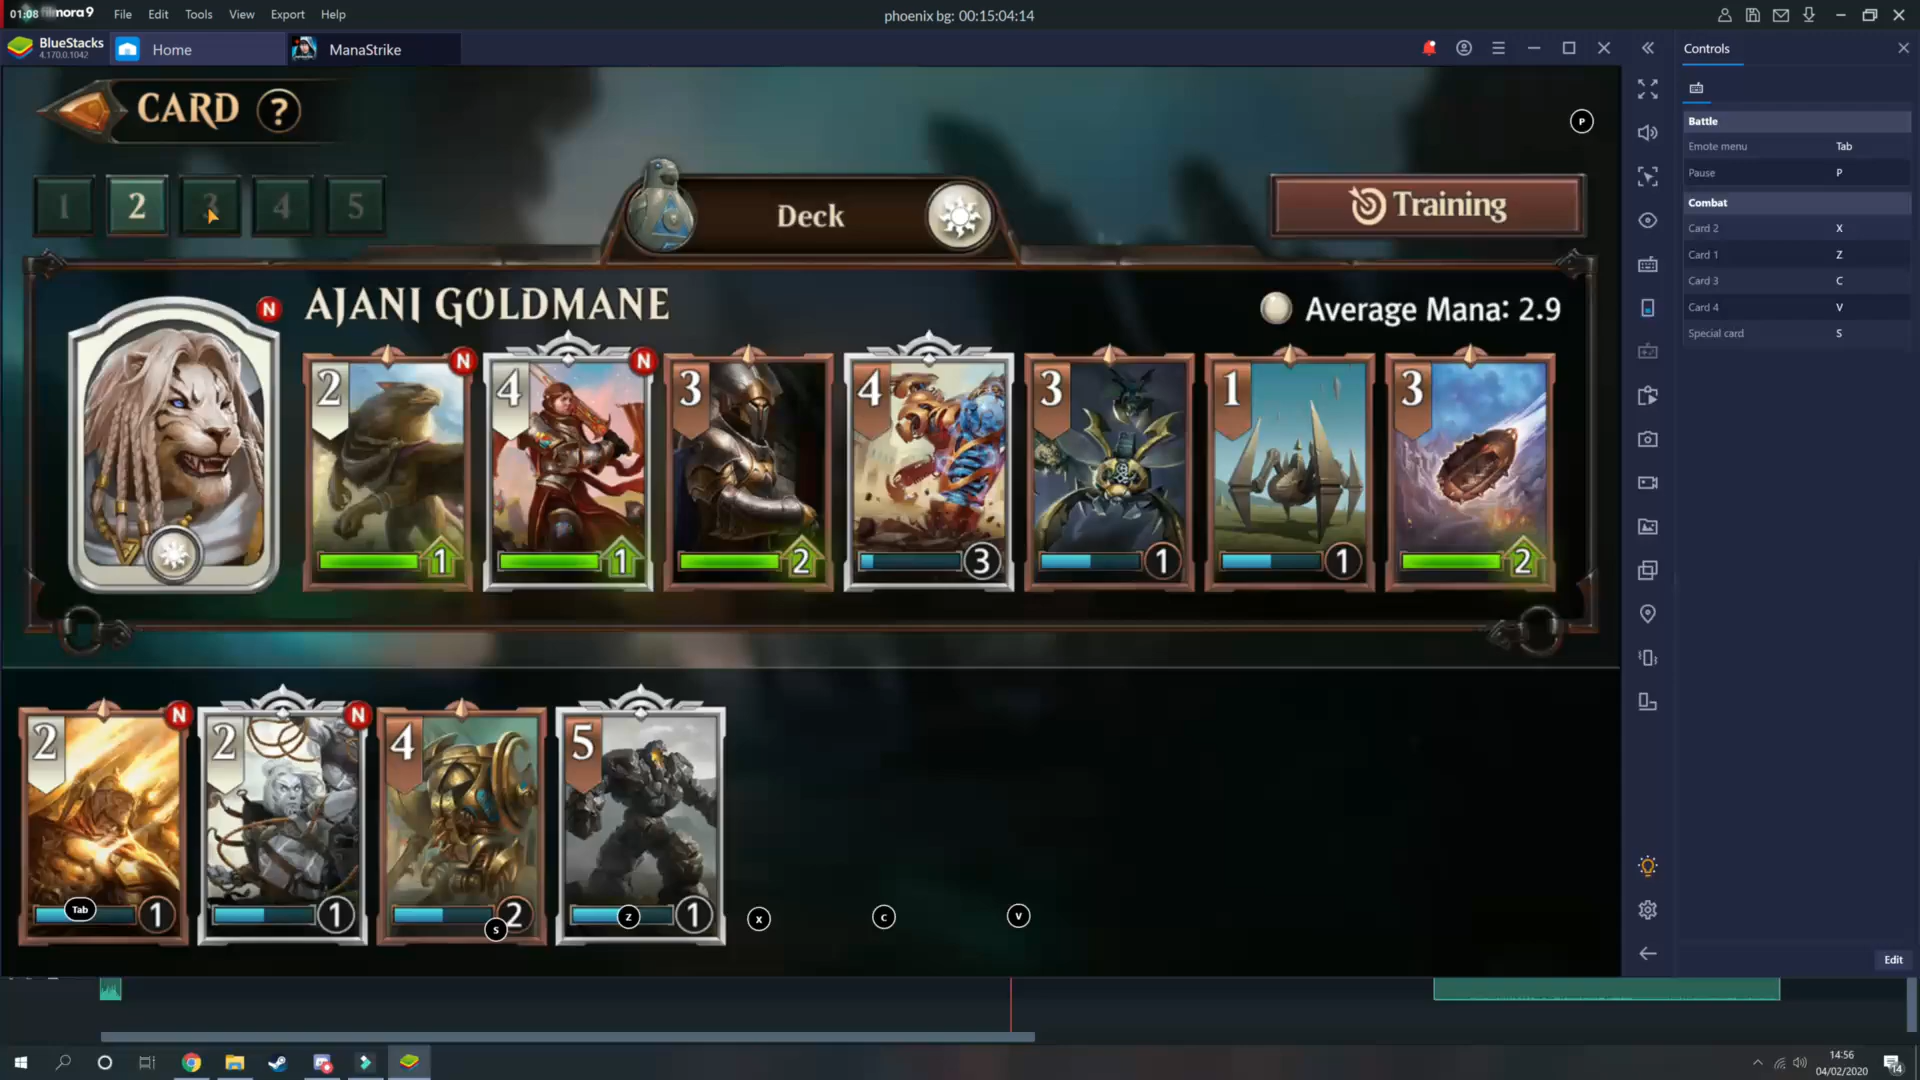 01:08
filmora9
File
Edit
Tools
View
Export
Help
phoenix bg: 00:15:04:14
BlueStacks
4.170.0.1042
Home
ManaStrike
Controls
CARD ?
P
1
2
3
4
5
Deck
Training
AJANI GOLDMANE
Average Mana: 2.9
N
2
N
1
4
N
1
3
2
4
3
3
1
1
1
3
2
2
N
Tab
1
2
N
1
4
S
2
5
Z
1
X
C
V
Battle
Emote menu Tab
Pause P
Combat
Card 2 X
Card 1 Z
Card 3 C
Card 4 V
Special card S
Edit
14:56
04/02/2020
14